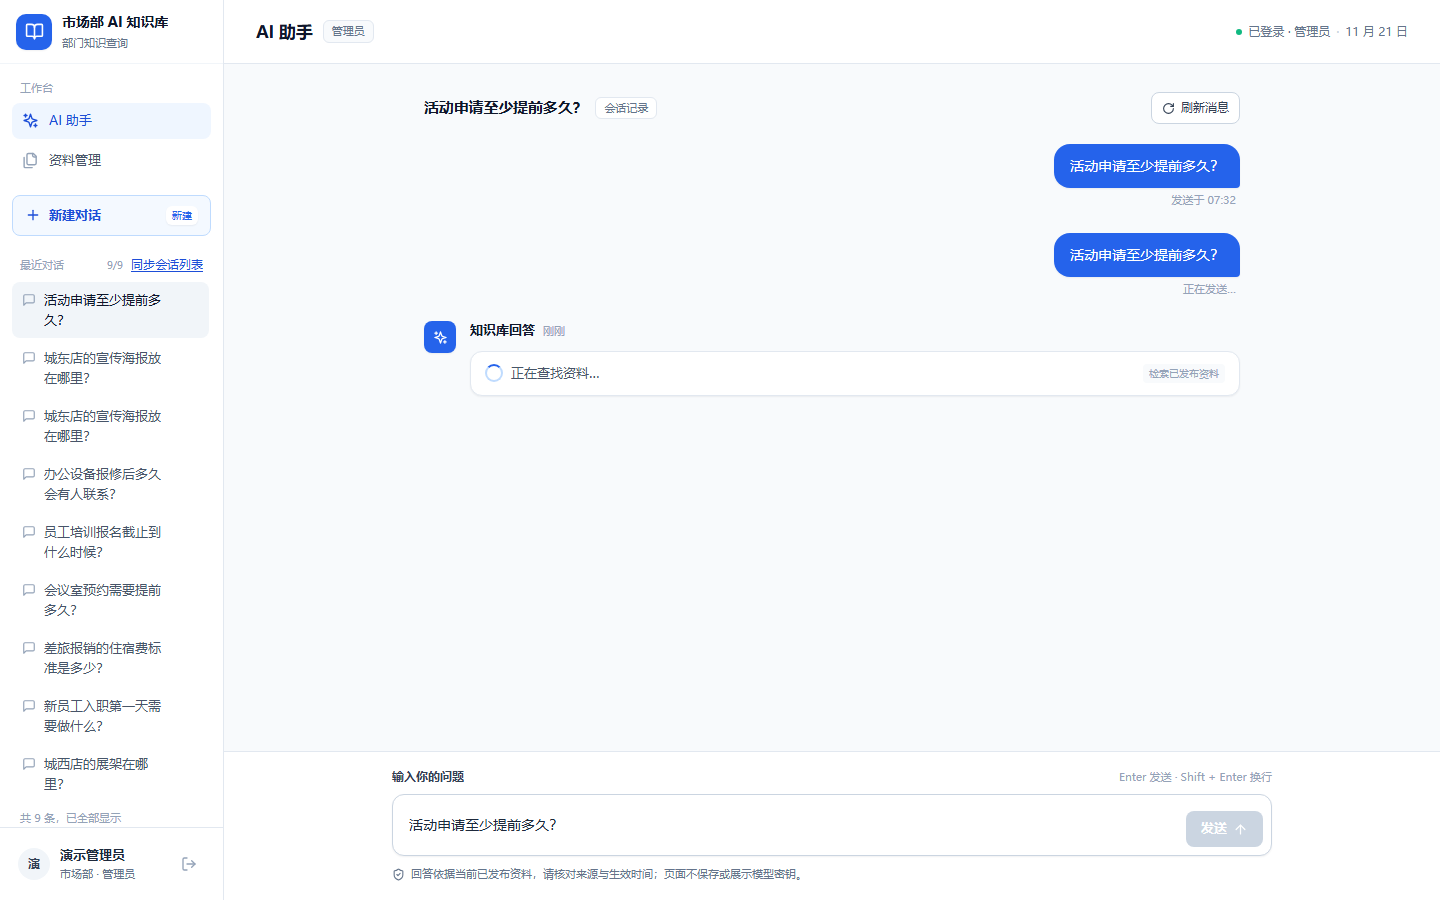 市场部 AI 知识库
部门知识查询
工作台
AI 助手
资料管理
新建对话
新建
最近对话
9/9
同步会话列表
活动申请至少提前多
久?
城东店的宣传海报放
在哪里?
城东店的宣传海报放
在哪里?
办公设备报修后多久
会有人联系?
员工培训报名截止到
什么时候?
会议室预约需要提前
多久?
差旅报销的住宿费标
准是多少?
新员工入职第一天需
要做什么?
城西店的展架在哪
里?
共 9 条，已全部显示
演
演示管理员
市场部 · 管理员
AI 助手
管理员
已登录 · 管理员 · 11 月 21 日
活动申请至少提前多久?
会话记录
刷新消息
活动申请至少提前多久?
发送于 07:32
活动申请至少提前多久?
正在发送...
知识库回答
刚刚
正在查找资料...
检索已发布资料
输入你的问题
Enter 发送 · Shift + Enter 换行
活动申请至少提前多久?
发送
回答依据当前已发布资料，请核对来源与生效时间；页面不保存或展示模型密钥。